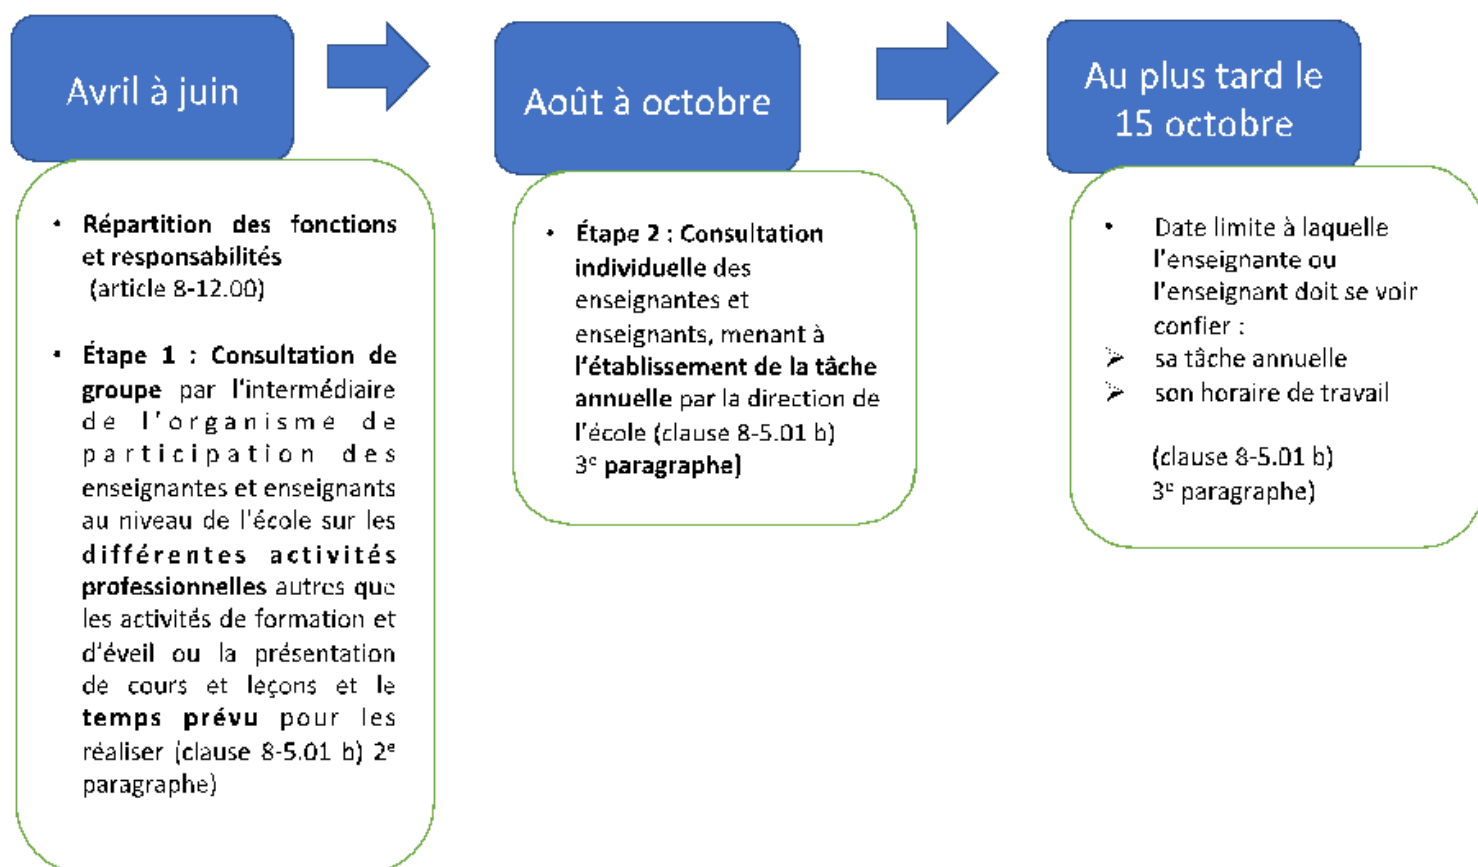 Avril à juin
• Répartition des fonctions
et responsabilités
(article 8-12.00)
• Étape 1 : Consultation de
groupe par l'intermédiaire
de l'organisme de
participation des
enseignantes et enseignants
au niveau de l'école sur les
différentes activités
professionnelles autres que
les activités de formation et
d'éveil ou la présentation
de cours et leçons et le
temps prévu pour les
réaliser (clause 8-5.01 b) 2e
paragraphe)
Août à octobre
• Étape 2 : Consultation
individuelle des
enseignantes et
enseignants, menant à
l'établissement de la tâche
annuelle par la direction de
l'école (clause 8-5.01 b)
3e paragraphe)
Au plus tard le
15 octobre
• Date limite à laquelle
l'enseignante ou
l'enseignant doit se voir
confier :
➢ sa tâche annuelle
➢ son horaire de travail
(clause 8-5.01 b)
3e paragraphe)